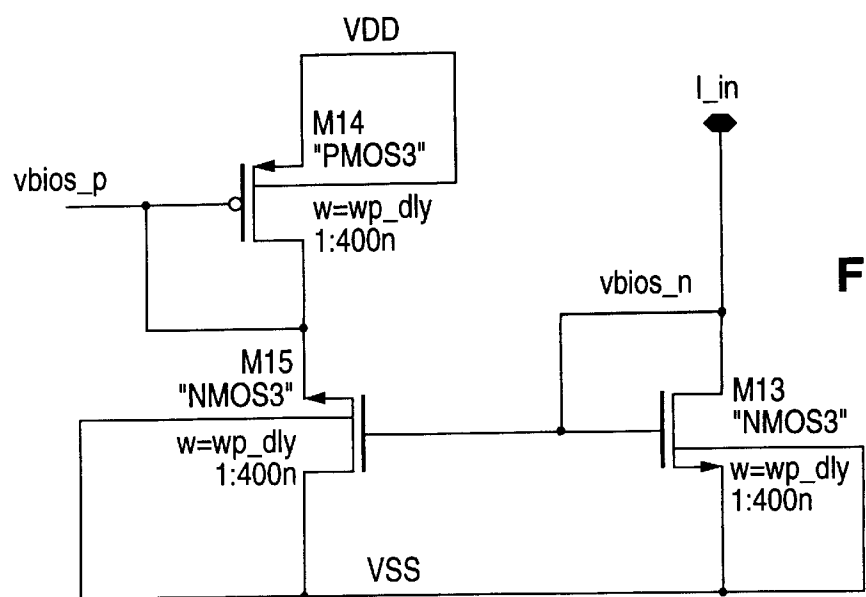 VDD
I_in
M14
"PMOS3"
vbios_p
w=wp_dly
1:400n
vbios_n
F
M15
"NMOS3"
M13
"NMOS3"
w=wp_dly
1:400n
w=wp_dly
1:400n
VSS